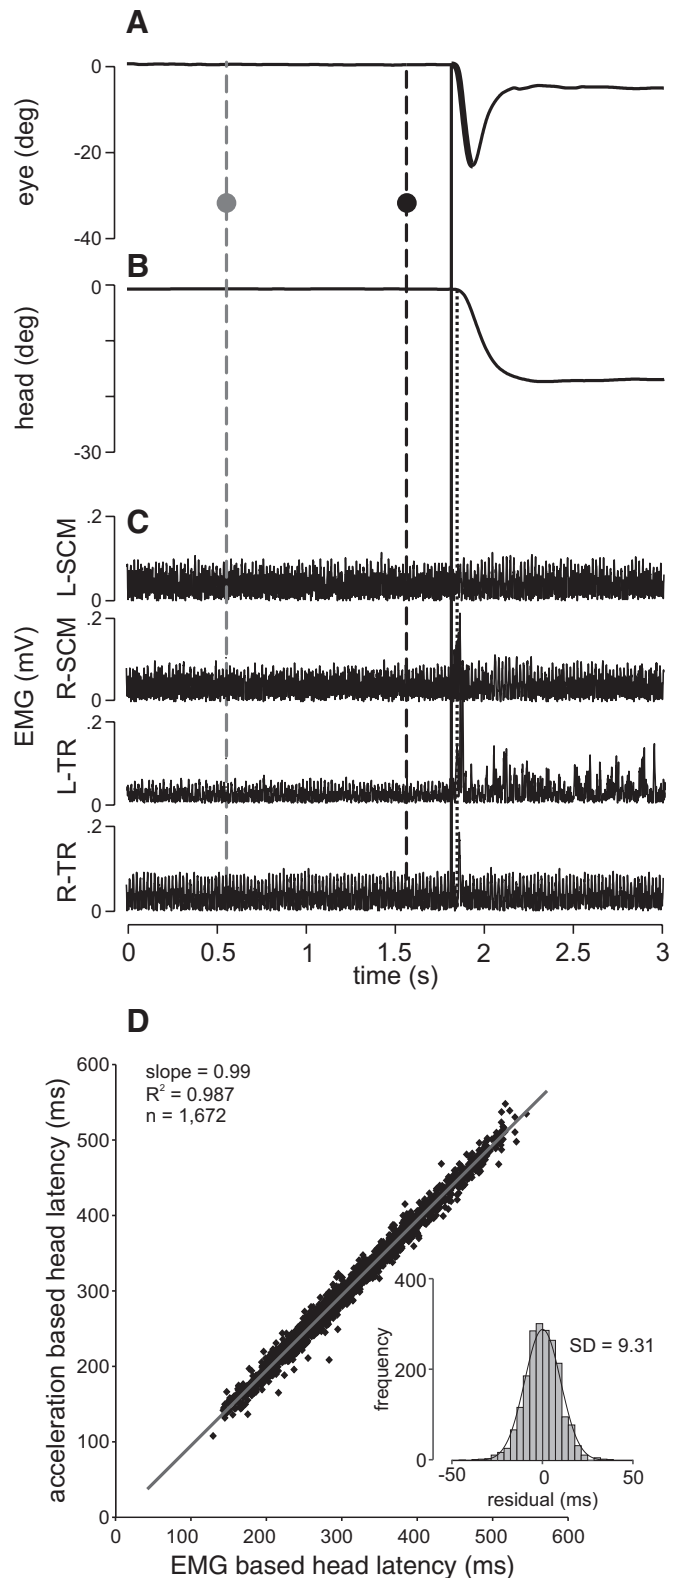 A
0
-20
-40
eye (deg)
B
0
-30
head (deg)
C
.2
0
L-SCM
.2
0
R-SCM
.2
0
L-TR
.2
0
R-TR
EMG (mV)
0 0.5 1 1.5 2 2.5 3
time (s)
D
slope = 0.99
R² = 0.987
n = 1,672
600
500
400
300
200
100
0
acceleration based head latency (ms)
0 100 200 300 400 500 600
EMG based head latency (ms)
400
200
0
frequency
SD = 9.31
-50 0 50
residual (ms)